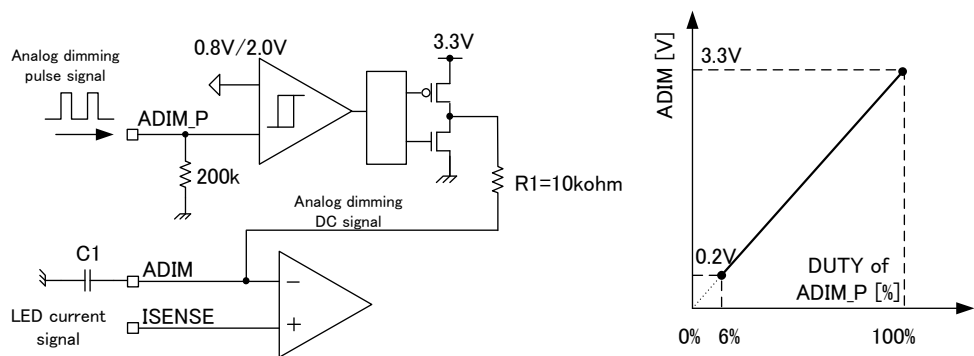 Analog dimming
pulse signal
0.8V/2.0V
3.3V
ADIM_P
200k
R1=10kohm
Analog dimming
DC signal
C1
ADIM
−
LED current
signal
ISENSE
+
ADIM [V]
3.3V
0.2V
DUTY of
ADIM_P [%]
0%
6%
100%